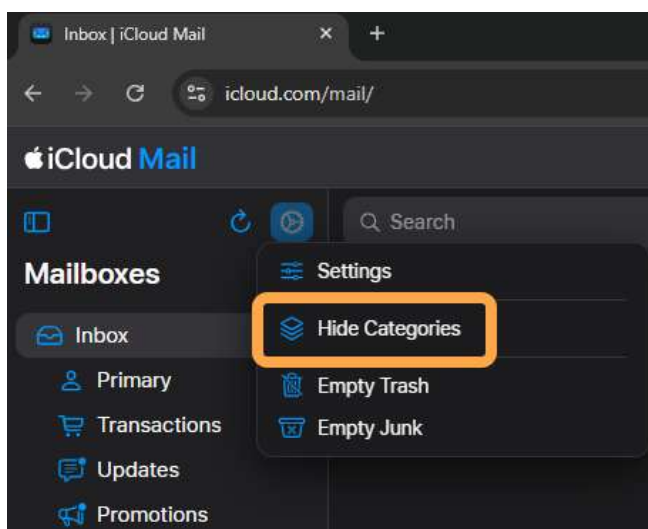 Inbox | iCloud Mail
icloud.com/mail/
iCloud Mail
Search
Mailboxes
Settings
Inbox
Hide Categories
Primary
Empty Trash
Transactions
Empty Junk
Updates
Promotions